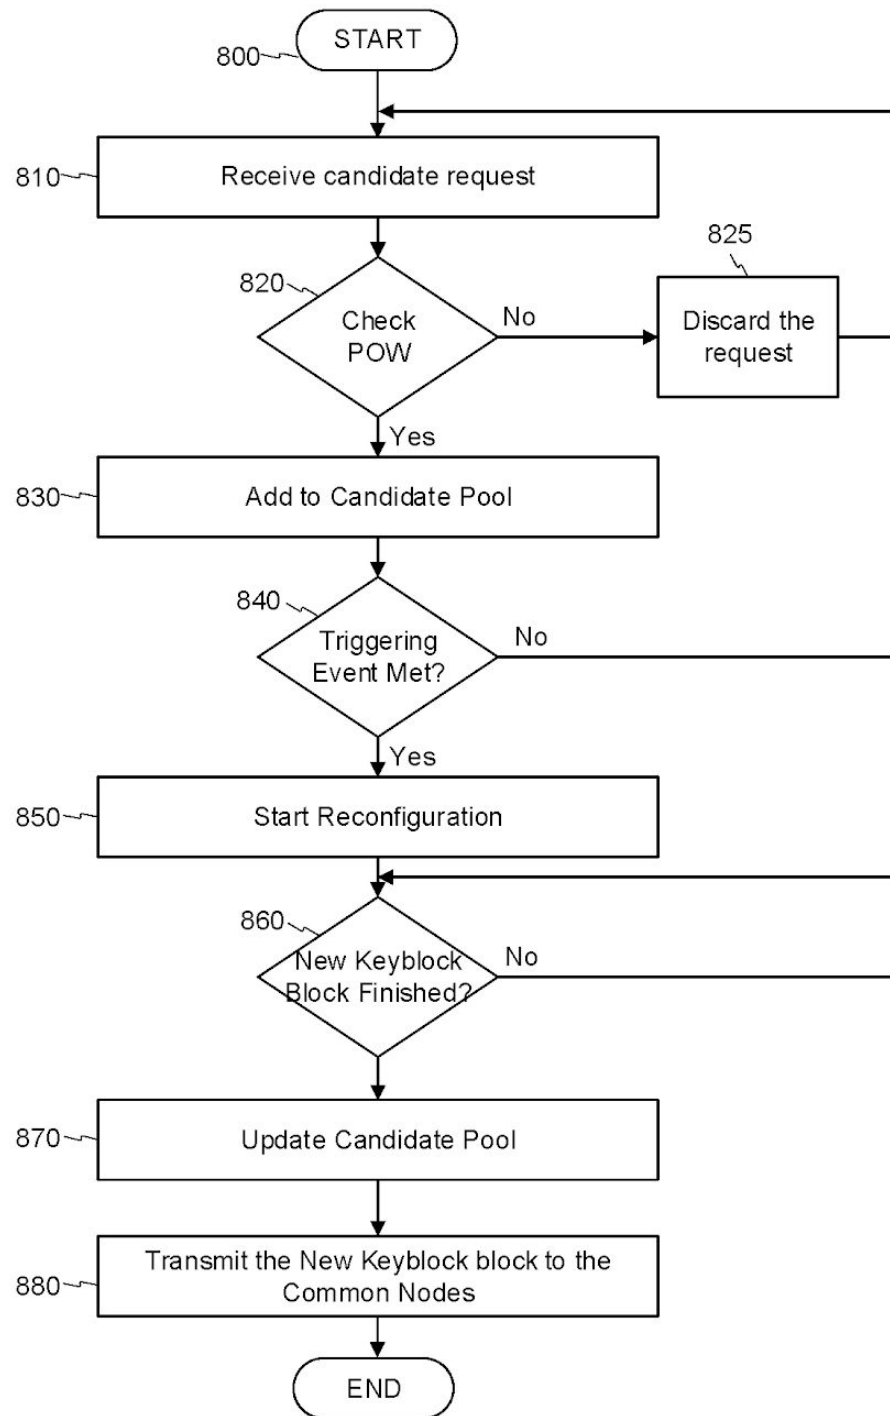 START
800
810
Receive candidate request
825
820
Check
POW
No
Discard the
request
Yes
830
Add to Candidate Pool
840
Triggering
Event Met?
No
Yes
850
Start Reconfiguration
860
New Keyblock
Block Finished?
No
870
Update Candidate Pool
880
Transmit the New Keyblock block to the
Common Nodes
END